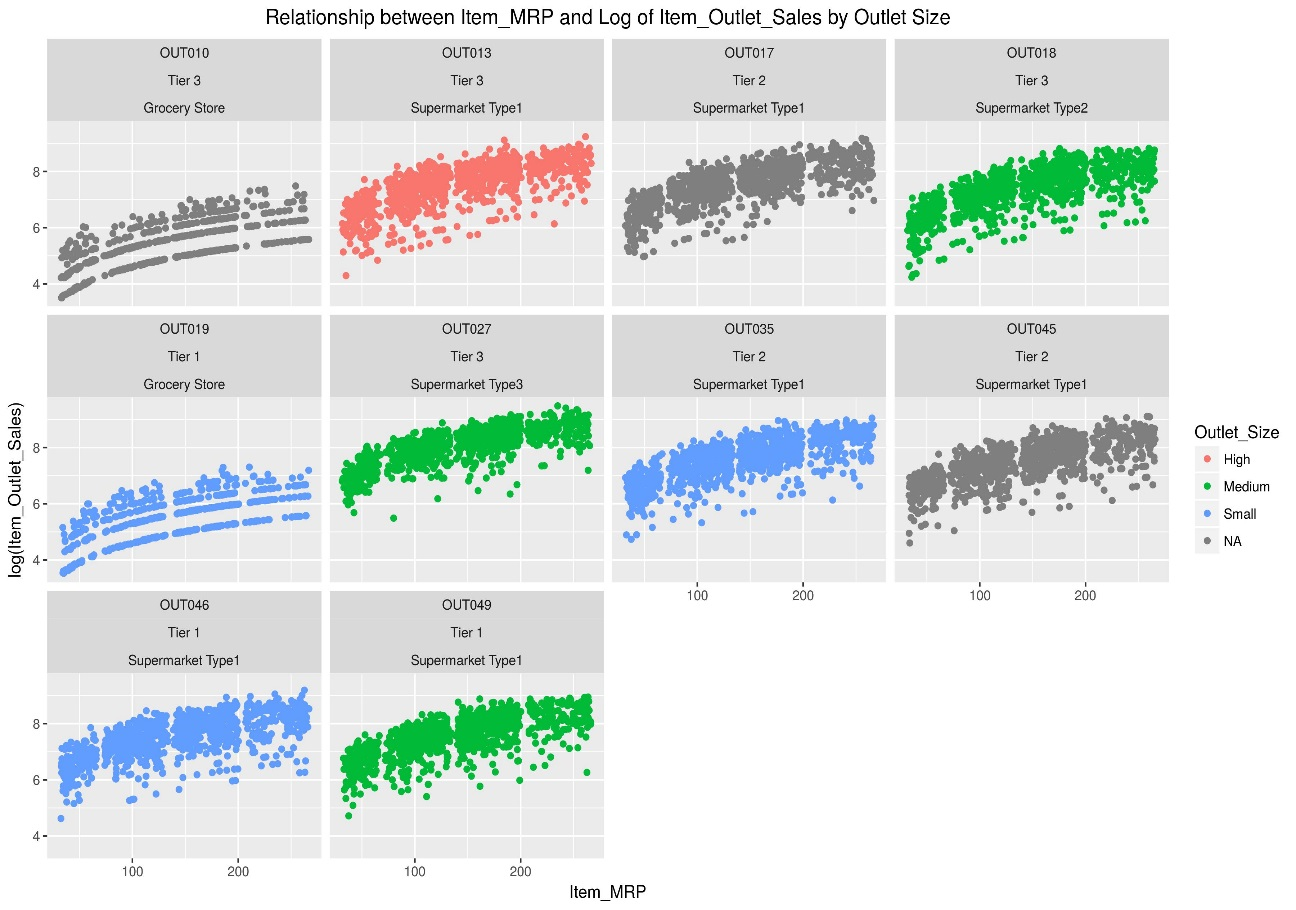 Relationship between Item_MRP and Log of Item_Outlet_Sales by Outlet Size
OUT010
Tier 3
Grocery Store
OUT013
Tier 3
Supermarket Type1
OUT017
Tier 2
Supermarket Type1
OUT018
Tier 3
Supermarket Type2
8
6
4
OUT019
Tier 1
Grocery Store
OUT027
Tier 3
Supermarket Type3
OUT035
Tier 2
Supermarket Type1
OUT045
Tier 2
Supermarket Type1
8
6
4
100
200
100
200
OUT046
Tier 1
Supermarket Type1
OUT049
Tier 1
Supermarket Type1
8
6
4
100
200
100
200
Item_MRP
log(Item_Outlet_Sales)
Outlet_Size
High
Medium
Small
NA